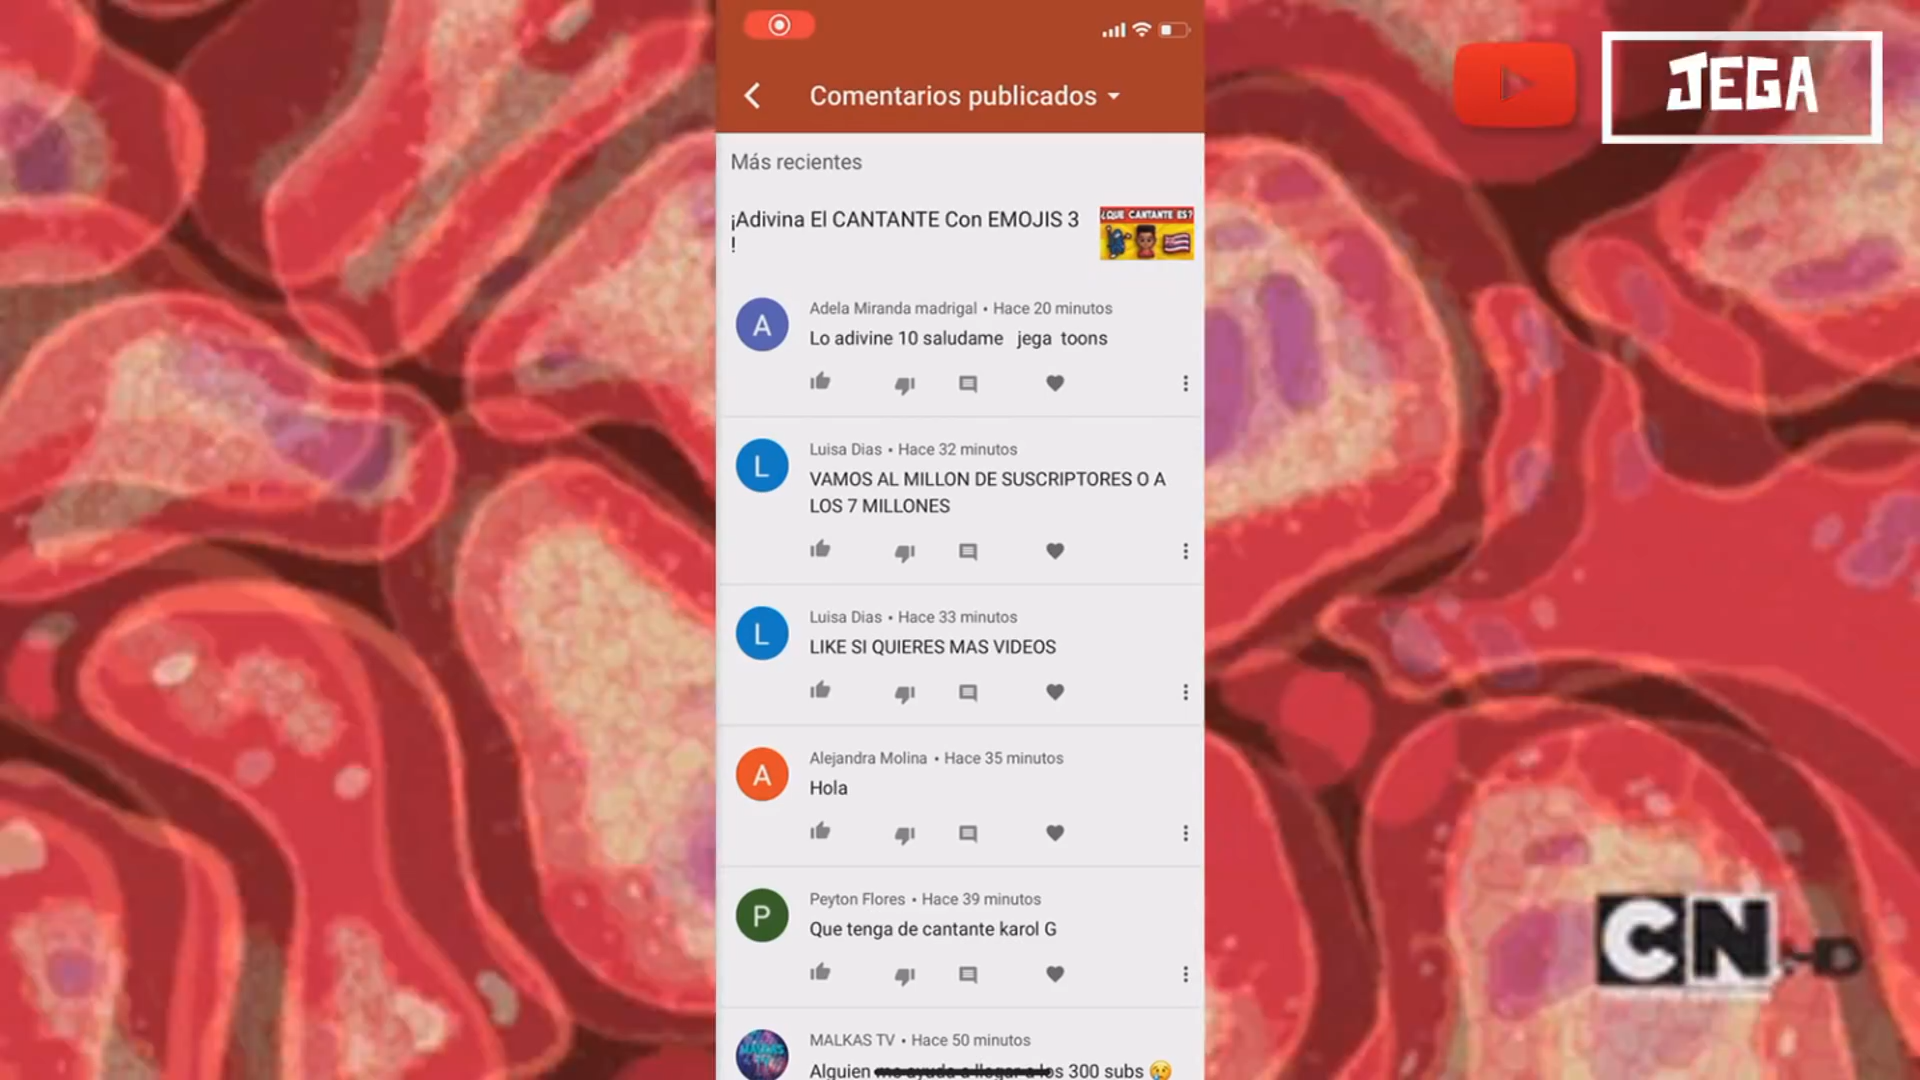 Comentarios publicados
JEGA
Más recientes
¡Adivina El CANTANTE Con EMOJIS 3
!
¿QUE CANTANTE ES?
A
Adela Miranda madrigal • Hace 20 minutos
Lo adivine 10 saludame jega toons
L
Luisa Dias • Hace 32 minutos
VAMOS AL MILLON DE SUSCRIPTORES O A
LOS 7 MILLONES
L
Luisa Dias • Hace 33 minutos
LIKE SI QUIERES MAS VIDEOS
A
Alejandra Molina • Hace 35 minutos
Hola
P
Peyton Flores • Hace 39 minutos
Que tenga de cantante karol G
CN HD
MALKAS TV • Hace 50 minutos
Alguien me ayuda a llegar a los 300 subs 😢